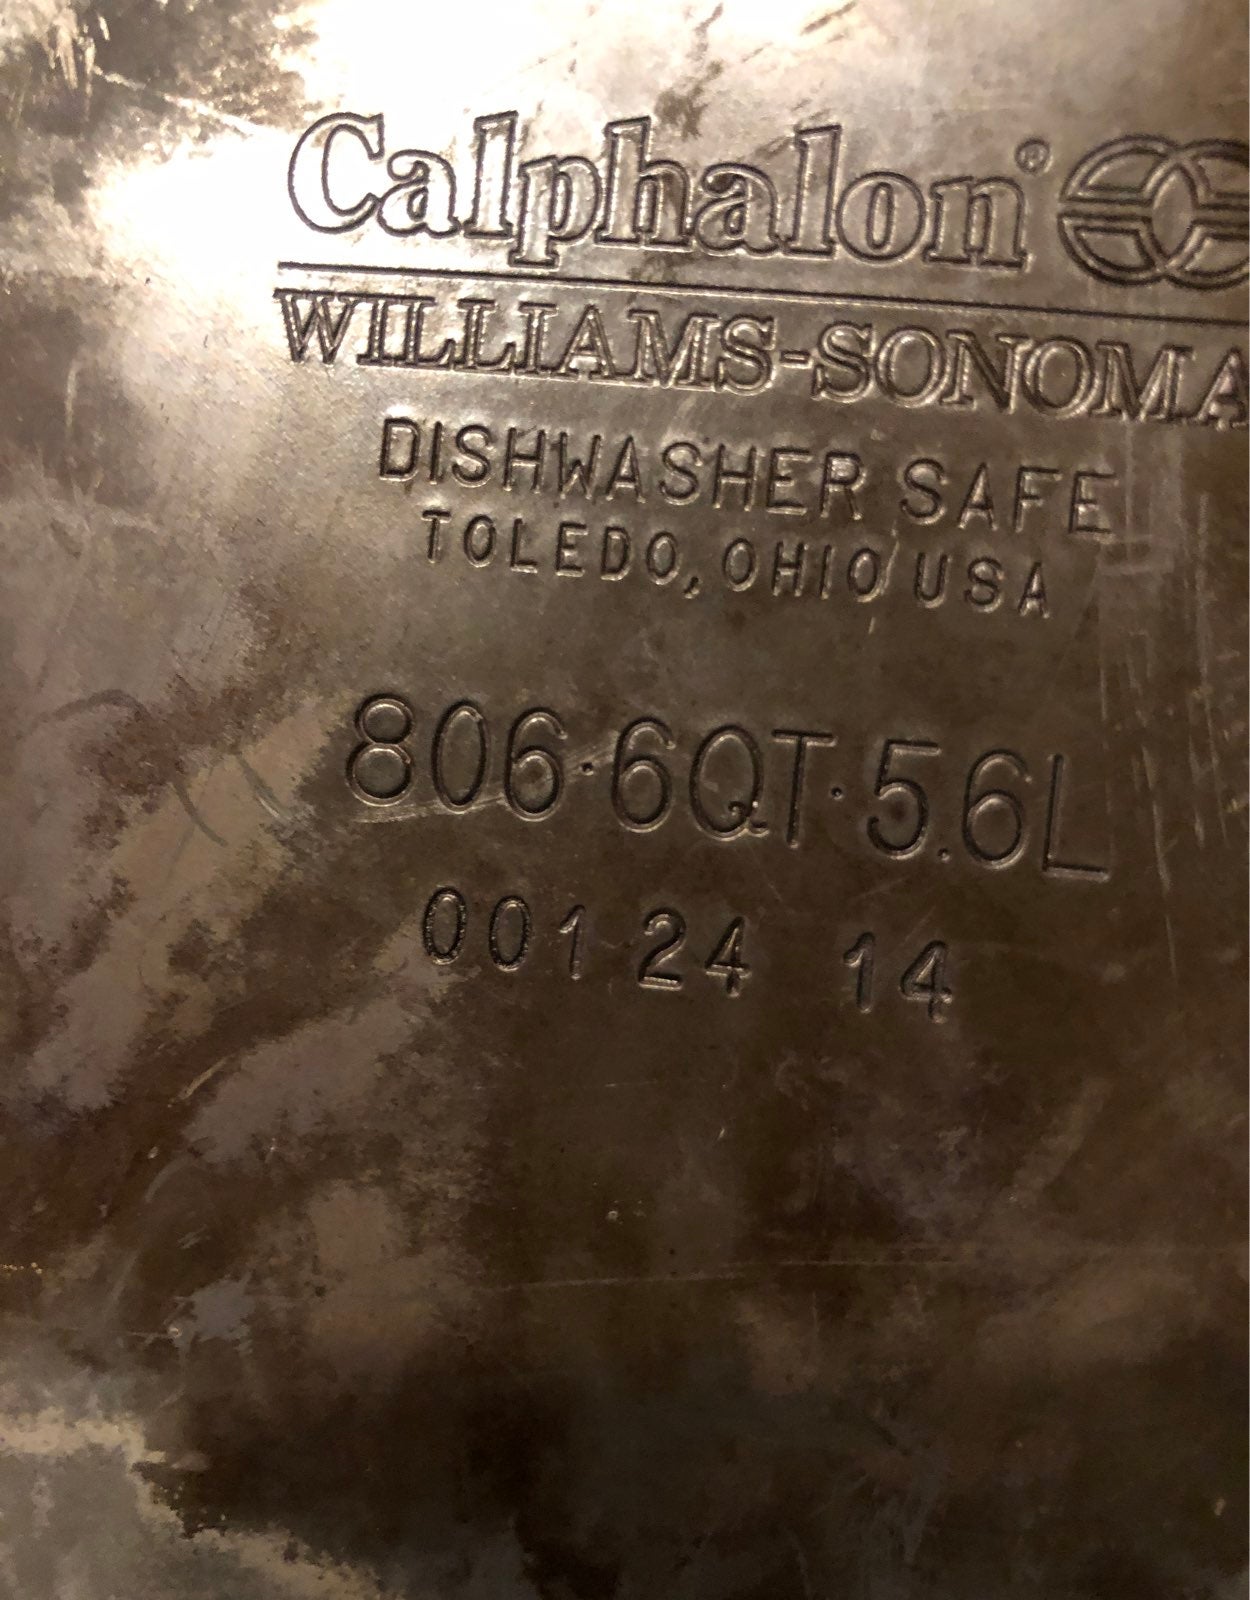 Calphalon®
WILLIAMS-SONOMA
DISHWASHER SAFE
TOLEDO, OHIO USA
806·6QT·5.6L
001 24 14